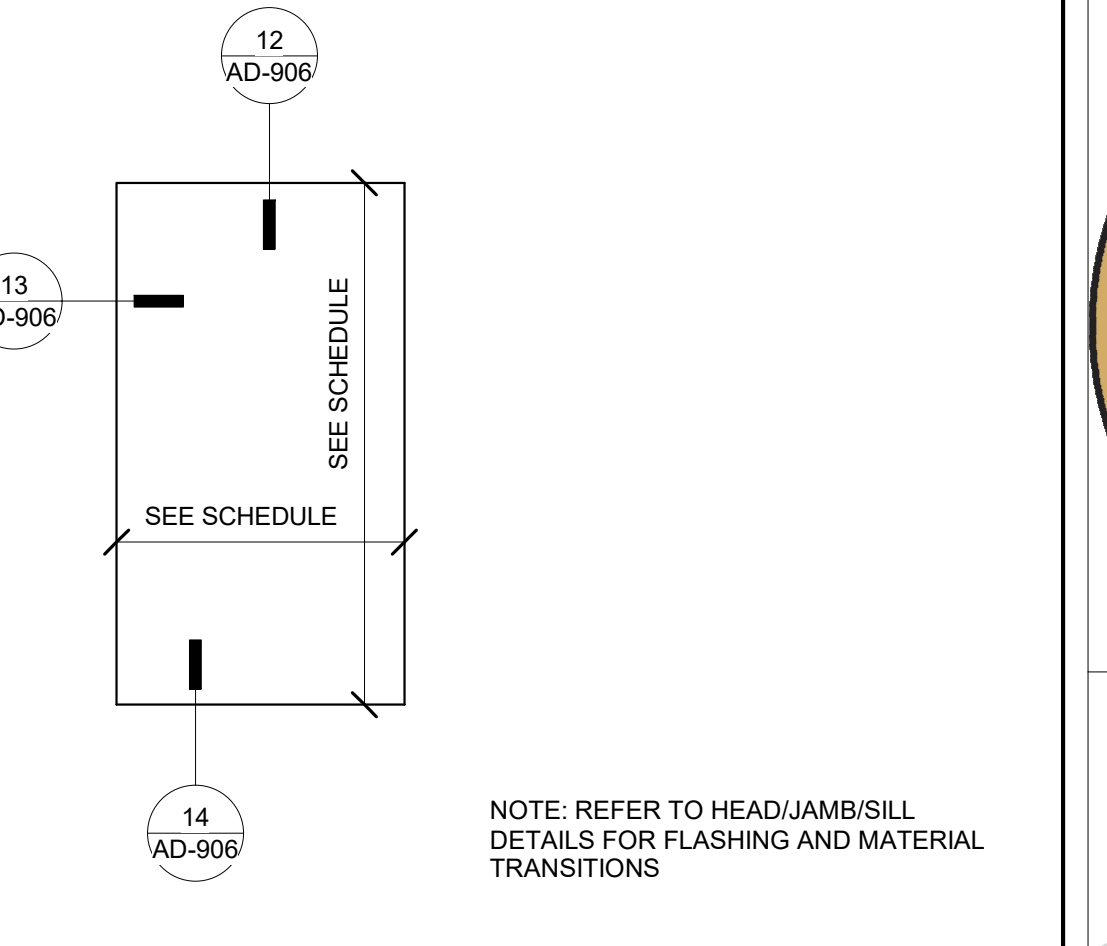 12
AD-906
13
D-906
SEE SCHEDULE
SEE SCHEDULE
14
AD-906
NOTE: REFER TO HEAD/JAMB/SILL
DETAILS FOR FLASHING AND MATERIAL
TRANSITIONS